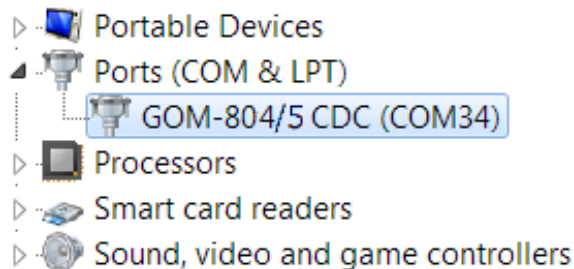 Portable Devices
Ports (COM & LPT)
GOM-804/5 CDC (COM34)
Processors
Smart card readers
Sound, video and game controllers